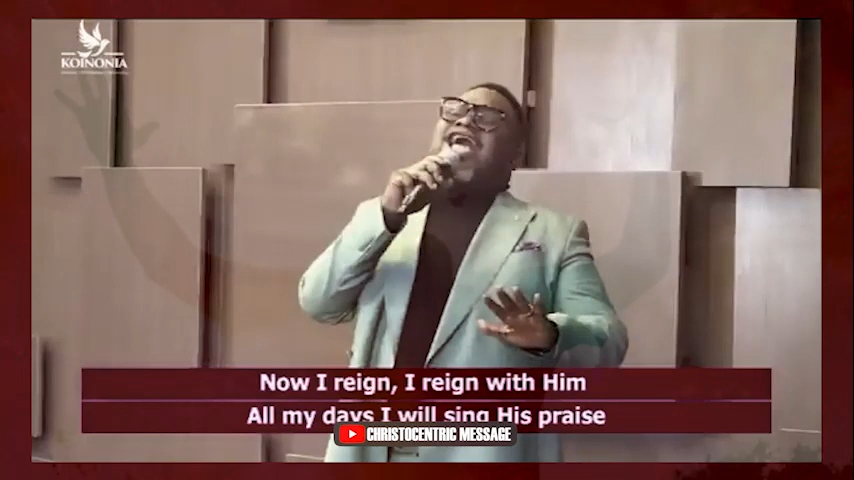 KOINONIA
Now I reign, I reign with Him
All my days I will sing His praise
CHRISTOCENTRIC MESSAGE